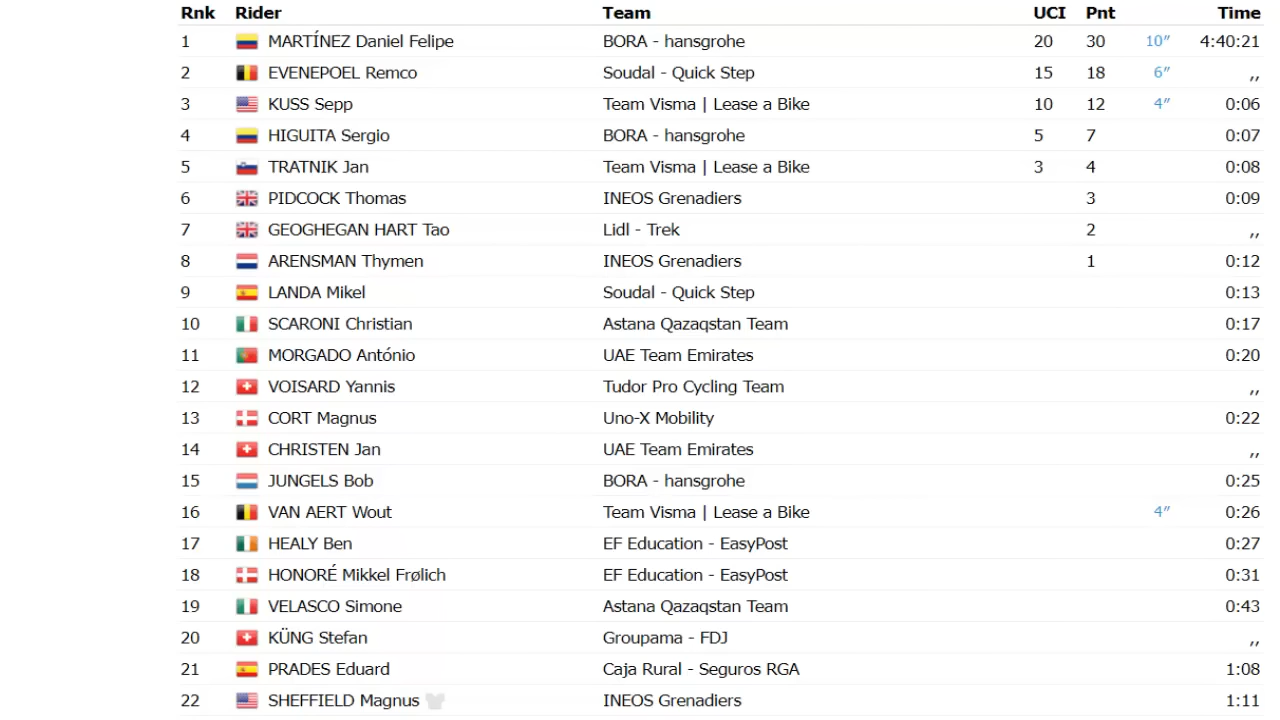 Rnk Rider Team UCI Pnt Time
1 MARTÍNEZ Daniel Felipe BORA - hansgrohe 20 30 10″ 4:40:21
2 EVENEPOEL Remco Soudal - Quick Step 15 18 6″ ,,
3 KUSS Sepp Team Visma | Lease a Bike 10 12 4″ 0:06
4 HIGUITA Sergio BORA - hansgrohe 5 7 0:07
5 TRATNIK Jan Team Visma | Lease a Bike 3 4 0:08
6 PIDCOCK Thomas INEOS Grenadiers 3 0:09
7 GEOGHEGAN HART Tao Lidl - Trek 2 ,,
8 ARENSMAN Thymen INEOS Grenadiers 1 0:12
9 LANDA Mikel Soudal - Quick Step 0:13
10 SCARONI Christian Astana Qazaqstan Team 0:17
11 MORGADO António UAE Team Emirates 0:20
12 VOISARD Yannis Tudor Pro Cycling Team ,,
13 CORT Magnus Uno-X Mobility 0:22
14 CHRISTEN Jan UAE Team Emirates ,,
15 JUNGELS Bob BORA - hansgrohe 0:25
16 VAN AERT Wout Team Visma | Lease a Bike 4″ 0:26
17 HEALY Ben EF Education - EasyPost 0:27
18 HONORÉ Mikkel Frølich EF Education - EasyPost 0:31
19 VELASCO Simone Astana Qazaqstan Team 0:43
20 KÜNG Stefan Groupama - FDJ ,,
21 PRADES Eduard Caja Rural - Seguros RGA 1:08
22 SHEFFIELD Magnus INEOS Grenadiers 1:11